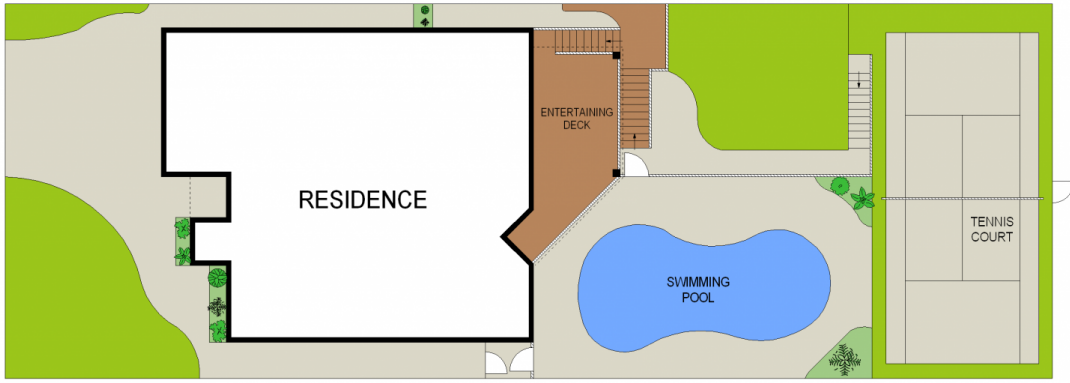 ENTERTAINING
DECK
RESIDENCE
TENNIS
COURT
SWIMMING
POOL